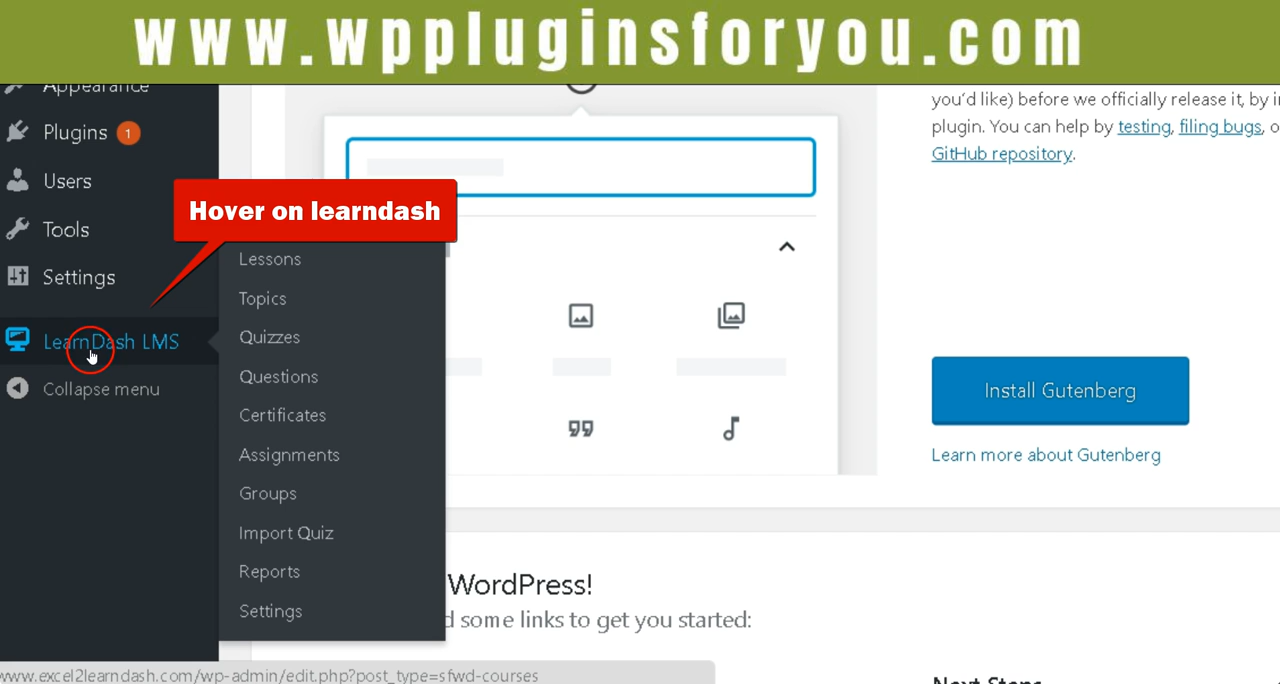 www.wppluginsforyou.com
Appearance
Plugins 1
Users
Tools
Settings
LearnDash LMS
Collapse menu
Hover on learndash
Lessons
Topics
Quizzes
Questions
Certificates
Assignments
Groups
Import Quiz
Reports
Settings
you'd like) before we officially release it, by
plugin. You can help by testing, filing bugs,
GitHub repository.
Install Gutenberg
Learn more about Gutenberg
WordPress!
some links to get you started:
Next Steps
www.excel2learndash.com/wp-admin/edit.php?post_type=sfwd-courses